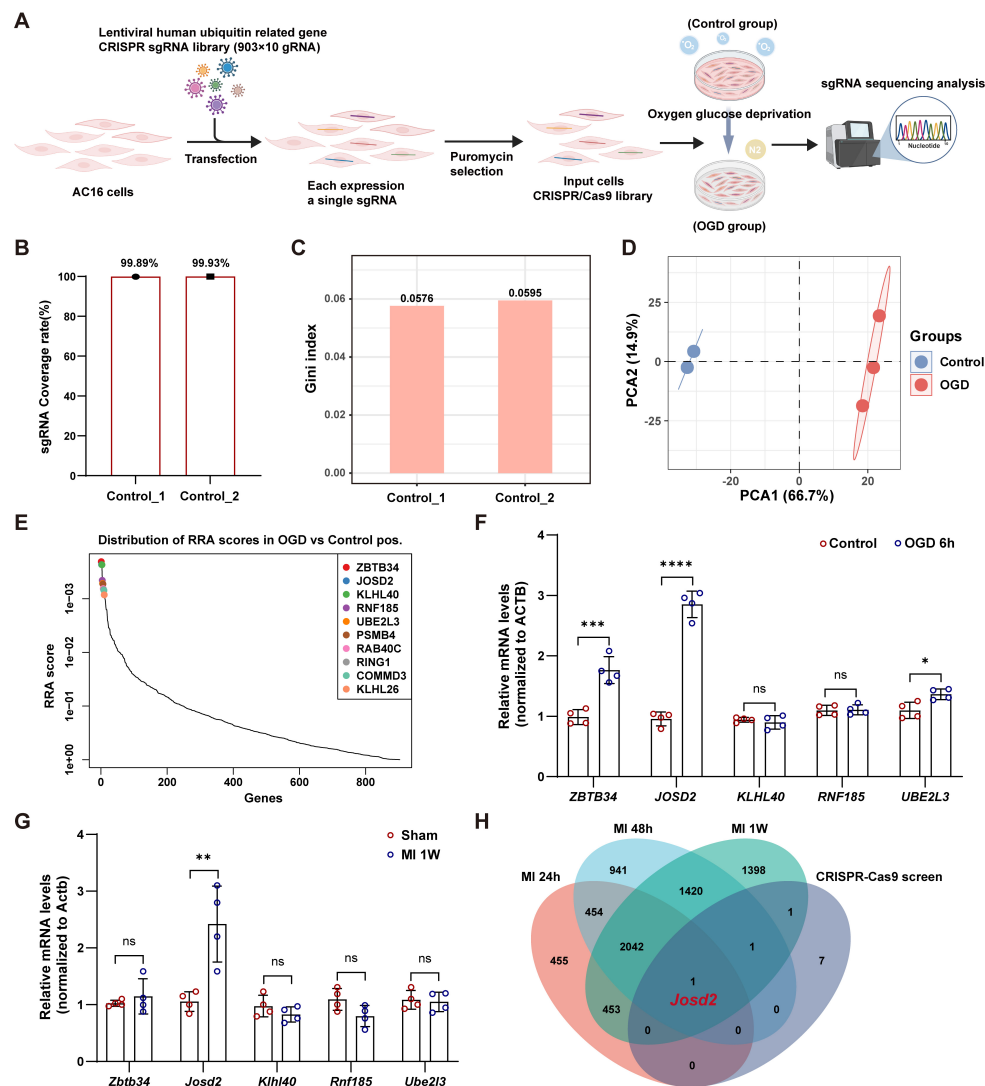 A
Lentiviral human ubiquitin related gene
CRISPR sgRNA library (903×10 gRNA)
AC16 cells
Transfection
Each expression
a single sgRNA
Puromycin
selection
Input cells
CRISPR/Cas9 library
(Control group)
Oxygen glucose deprivation
N2
(OGD group)
sgRNA sequencing analysis
Nucleotide
B
sgRNA Coverage rate(%)
100
80
60
40
20
0
99.89%
99.93%
Control_1
Control_2
C
Gini index
0.06
0.04
0.02
0.00
0.0576
0.0595
Control_1
Control_2
D
PCA2 (14.9%)
25
0
-25
-20
0
20
PCA1 (66.7%)
Groups
Control
OGD
E
Distribution of RRA scores in OGD vs Control pos.
RRA score
1e-03
1e-02
1e-01
1e+00
0
200
400
600
800
Genes
ZBTB34
JOSD2
KLHL40
RNF185
UBE2L3
PSMB4
RAB40C
RING1
COMMD3
KLHL26
F
Relative mRNA levels
(normalized to ACTB)
4
3
2
1
0
Control
OGD 6h
***
****
ns
ns
*
ZBTB34
JOSD2
KLHL40
RNF185
UBE2L3
G
Relative mRNA levels
(normalized to Actb)
4
3
2
1
0
Sham
MI 1W
ns
**
ns
ns
ns
Zbtb34
Josd2
Klhl40
Rnf185
Ube2l3
H
MI 24h
MI 48h
MI 1W
CRISPR-Cas9 screen
941
1398
1420
454
1
2042
1
455
7
1
Josd2
453
0
0
0
0